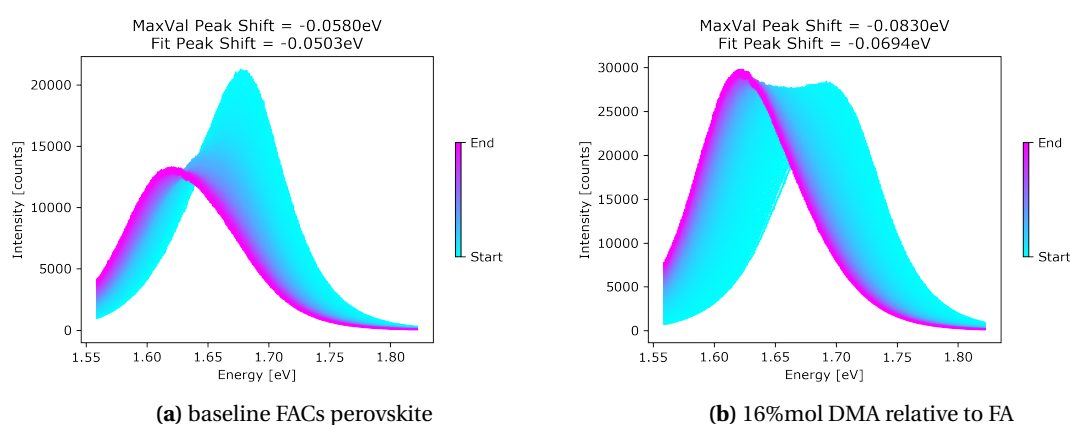 MaxVal Peak Shift = -0.0580eV
Fit Peak Shift = -0.0503eV
20000
15000
10000
5000
0
Intensity [counts]
1.55 1.60 1.65 1.70 1.75 1.80
Energy [eV]
End
Start
(a) baseline FACs perovskite
MaxVal Peak Shift = -0.0830eV
Fit Peak Shift = -0.0694eV
30000
25000
20000
15000
10000
5000
0
Intensity [counts]
1.55 1.60 1.65 1.70 1.75 1.80
Energy [eV]
End
Start
(b) 16%mol DMA relative to FA